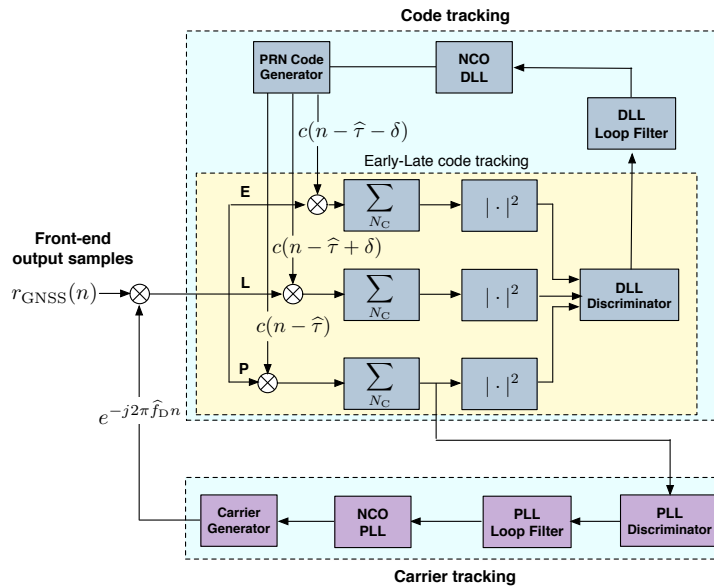 Code tracking
PRN Code
Generator
NCO
DLL
DLL
Loop Filter
c(n − τ̂ − δ)
Early-Late code tracking
E
∑
N_C
| · |²
c(n − τ̂ + δ)
Front-end
output samples
r_GNSS(n)
L
∑
N_C
| · |²
DLL
Discriminator
c(n − τ̂)
P
∑
N_C
| · |²
e^{−j2πf̂_D n}
Carrier
Generator
NCO
PLL
PLL
Loop Filter
PLL
Discriminator
Carrier tracking